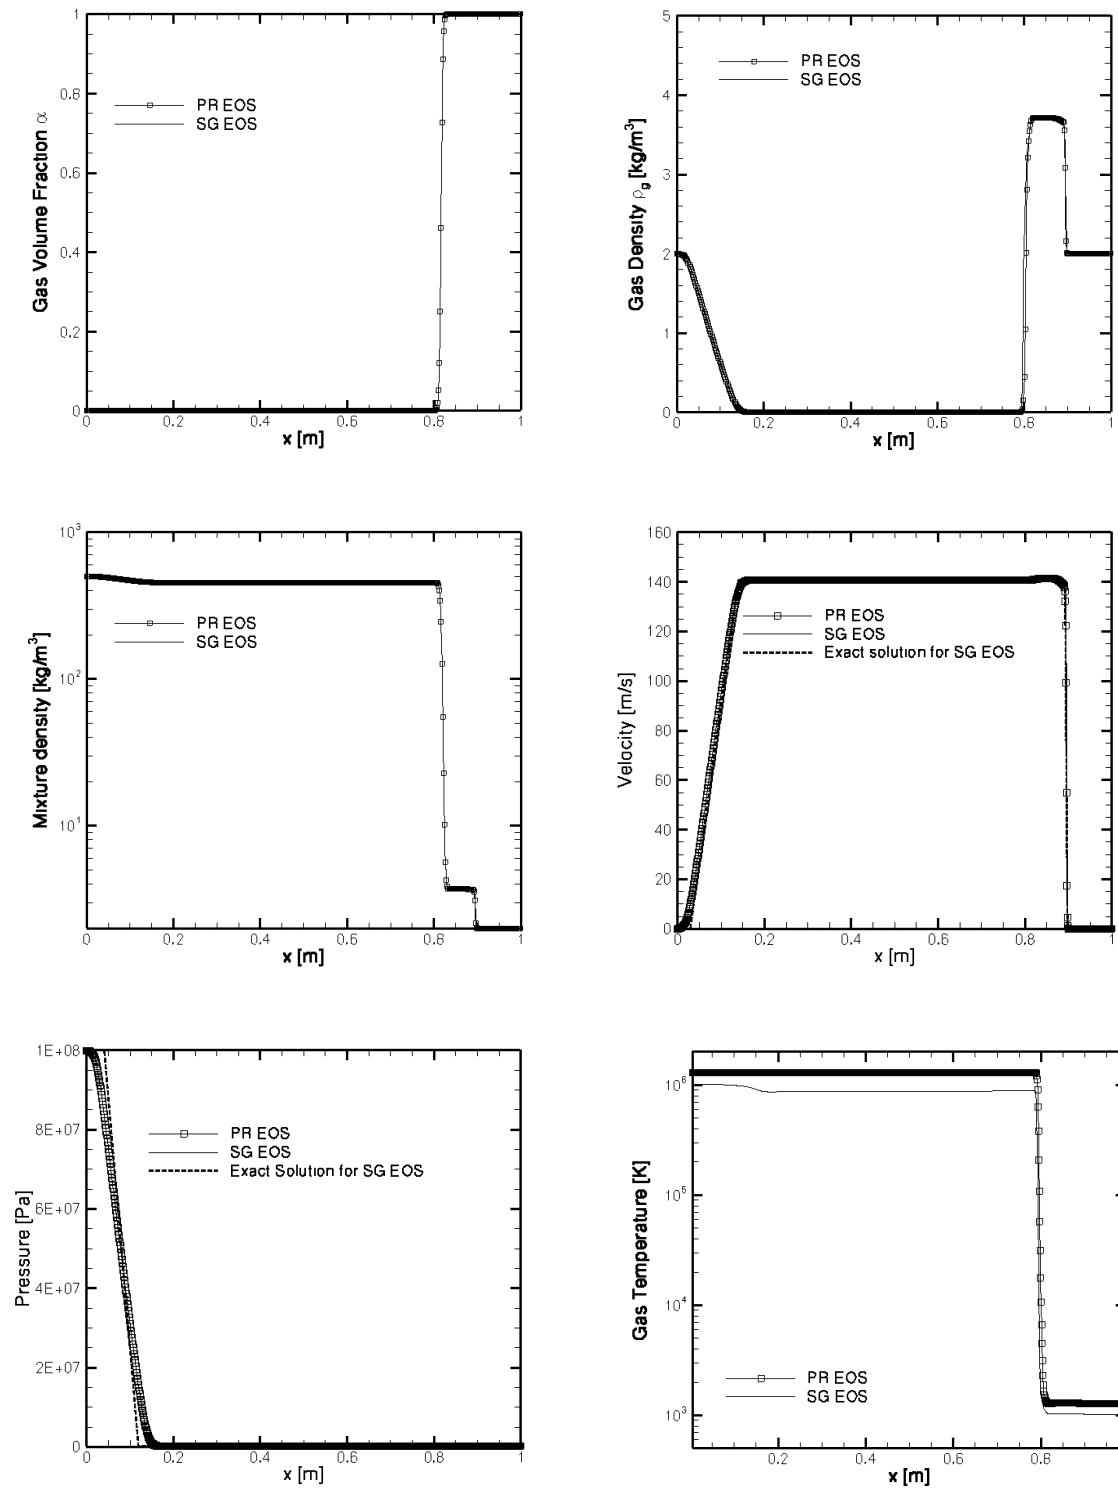 1
0.8
0.6
0.4
0.2
0
Gas Volume Fraction α
PR EOS
SG EOS
0 0.2 0.4 0.6 0.8 1
x [m]
5
4
3
2
1
0
Gas Density ρg [kg/m³]
PR EOS
SG EOS
0 0.2 0.4 0.6 0.8 1
x [m]
10³
10²
10¹
Mixture density [kg/m³]
PR EOS
SG EOS
0 0.2 0.4 0.6 0.8 1
x [m]
160
140
120
100
80
60
40
20
0
Velocity [m/s]
PR EOS
SG EOS
Exact solution for SG EOS
0 0.2 0.4 0.6 0.8 1
x [m]
1E+08
8E+07
6E+07
4E+07
2E+07
0
Pressure [Pa]
PR EOS
SG EOS
Exact Solution for SG EOS
0 0.2 0.4 0.6 0.8 1
x [m]
10⁶
10⁵
10⁴
10³
Gas Temperature [K]
PR EOS
SG EOS
0.2 0.4 0.6 0.8
x [m]